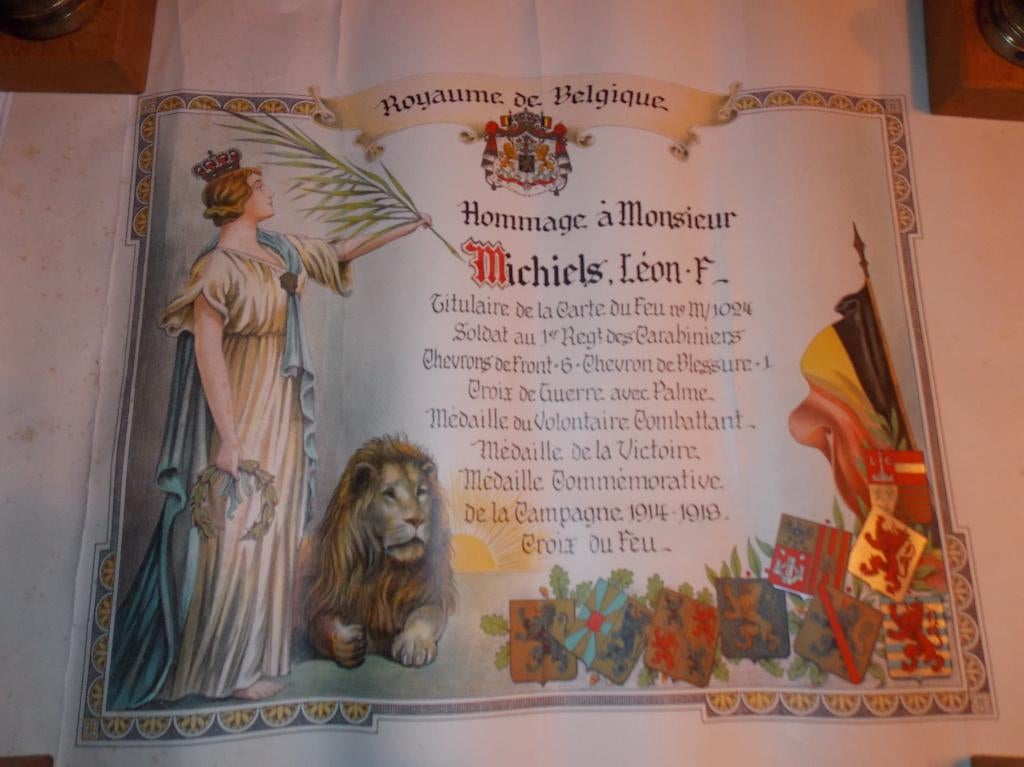 Royaume de Belgique
Hommage à Monsieur
Michiels, Léon-F-
Titulaire de la Carte du Feu nº M/1024
Soldat au 1er Regt des Carabiniers
Chevrons de Front-6-Chevron de Blessure-1
Croix de Guerre avec Palme-
Médaille du Volontaire Combattant-
Médaille de la Victoire
Médaille Commémorative
de la Campagne 1914-1918-
Croix du Feu-